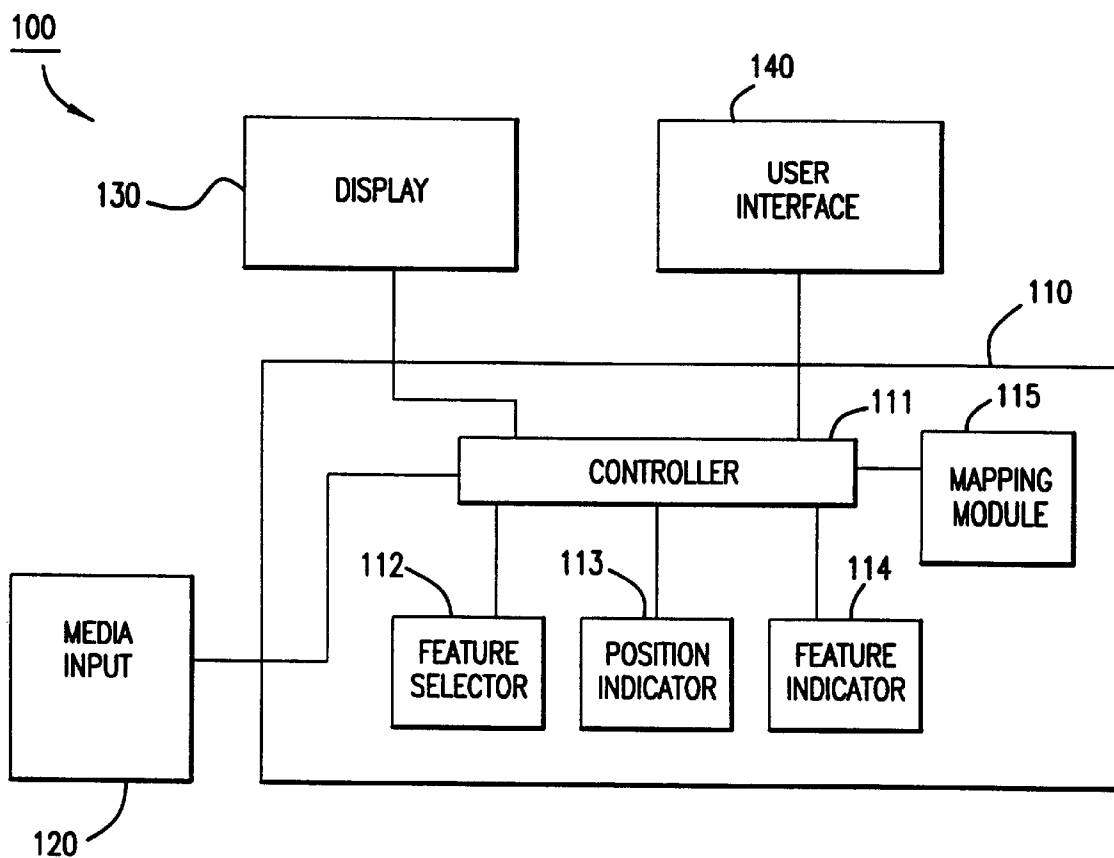 100
140
DISPLAY
130
USER
INTERFACE
110
111
115
CONTROLLER
MAPPING
MODULE
112
113
114
MEDIA
INPUT
FEATURE
SELECTOR
POSITION
INDICATOR
FEATURE
INDICATOR
120